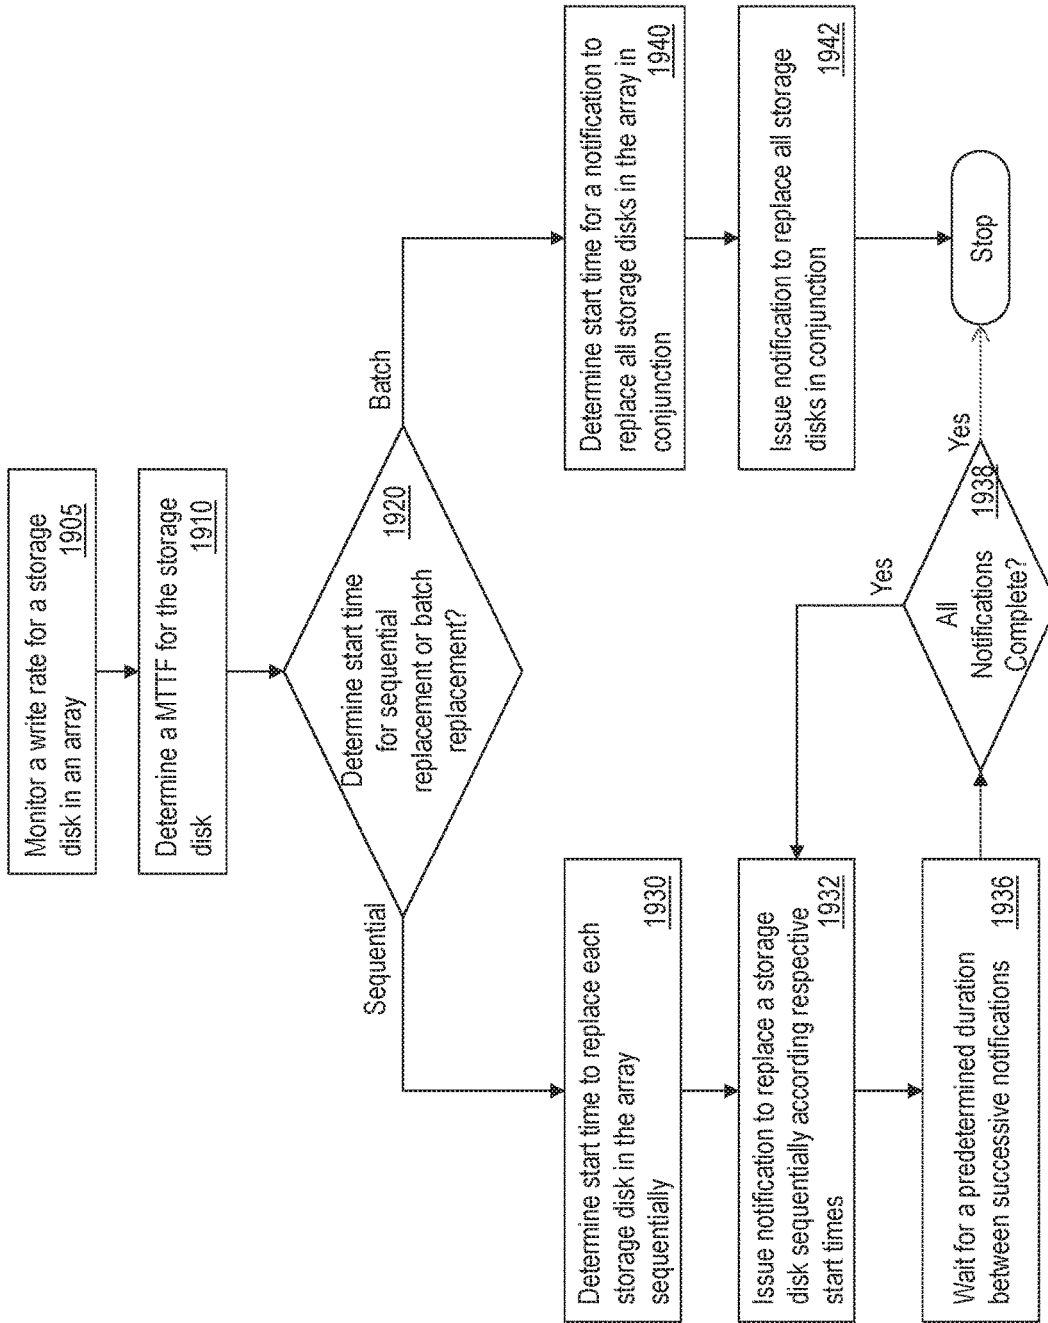 Monitor a write rate for a storage
disk in an array
1905
Determine a MTTF for the storage
disk
1910
Determine start time
for sequential
replacement or batch
replacement?
1920
Sequential
Batch
Determine start time to replace each
storage disk in the array
sequentially
1930
Issue notification to replace a storage
disk sequentially according respective
start times
1932
Wait for a predetermined duration
between successive notifications
1936
All
Notifications
Complete?
1938
Yes
Yes
Determine start time for a notification to
replace all storage disks in the array in
conjunction
1940
Issue notification to replace all storage
disks in conjunction
1942
Stop